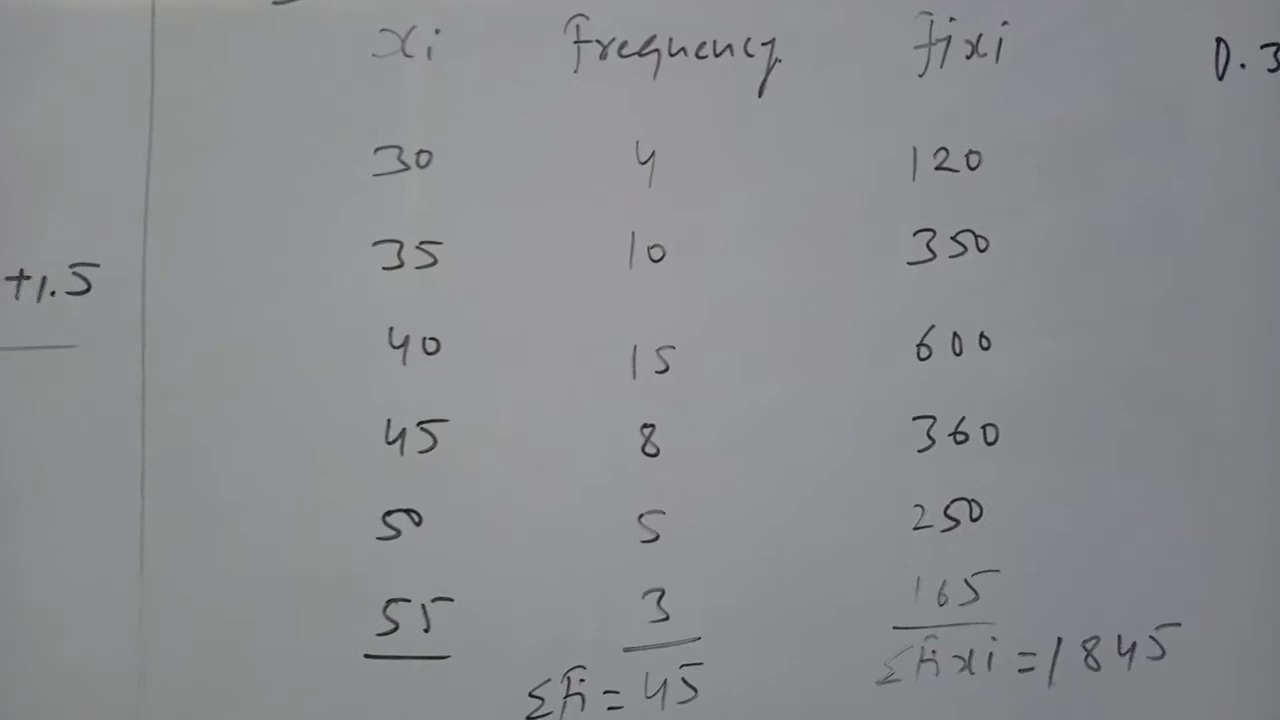 xi frequency fixi 0.3
30 4 120
35 10 350
+1.5
40 15 600
45 8 360
50 5 250
55 3 165
Σfi = 45 Σfixi = 1845